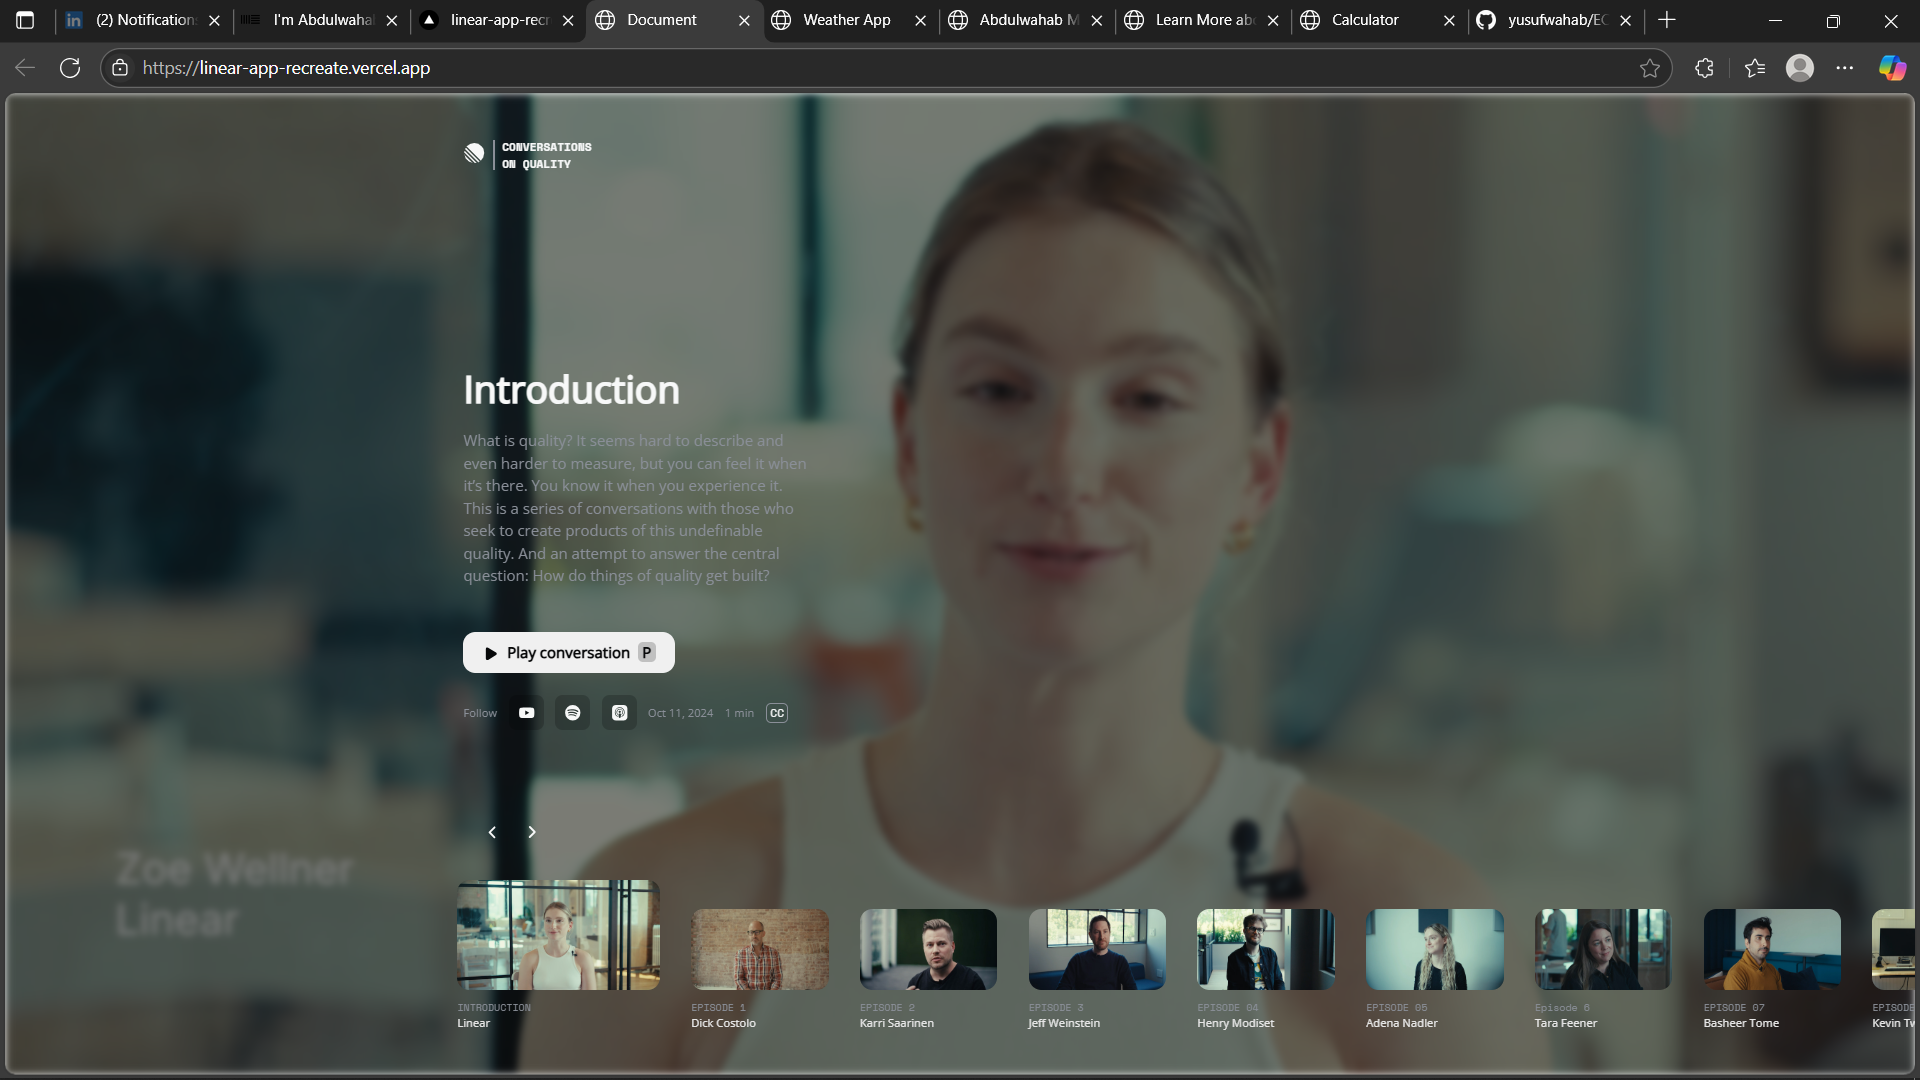 (2) Notification
I'm Abdulwaha
linear-app-recr
Document
Weather App
Abdulwahab M
Learn More ab
Calculator
yusufwahab/EC
https://linear-app-recreate.vercel.app
CONVERSATIONS
ON QUALITY
Introduction
What is quality? It seems hard to describe and
even harder to measure, but you can feel it when
it's there. You know it when you experience it.
This is a series of conversations with those who
seek to create products of this undefinable
quality. And an attempt to answer the central
question: How do things of quality get built?
Play conversation P
Follow Oct 11, 2024 1 min CC
Zoe Wellner
Linear
INTRODUCTION
Linear
EPISODE 1
Dick Costolo
EPISODE 2
Karri Saarinen
EPISODE 3
Jeff Weinstein
EPISODE 04
Henry Modiset
EPISODE 05
Adena Nadler
Episode 6
Tara Feener
EPISODE 07
Basheer Tome
EPISODE
Kevin Tw